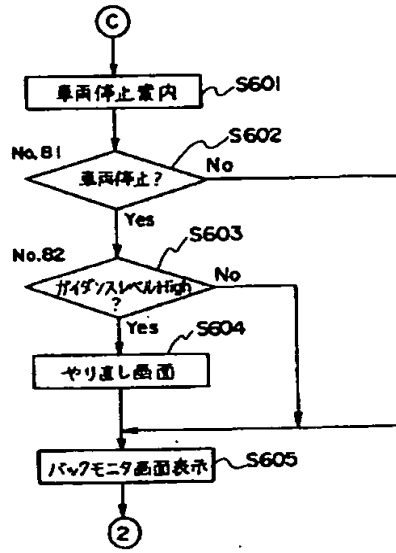 C
車両停止案内
S601
S602
No.81
車両停止?
No
Yes
S603
No.82
ガイダンスレベルHigh
?
No
Yes
S604
やり直し画面
バックモニタ画面表示
S605
2